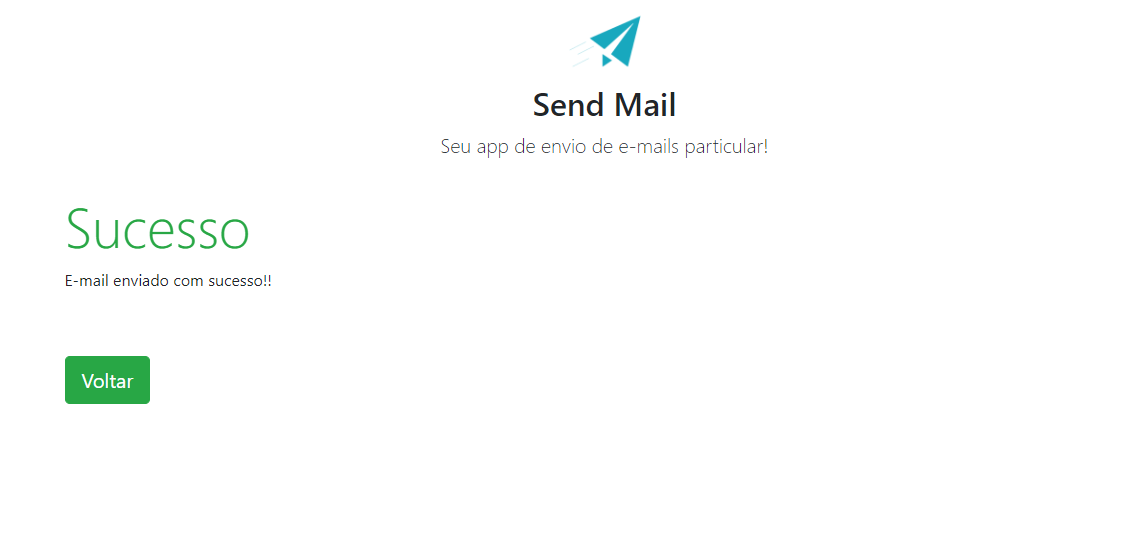 Send Mail
Seu app de envio de e-mails particular!
Sucesso
E-mail enviado com sucesso!!
Voltar